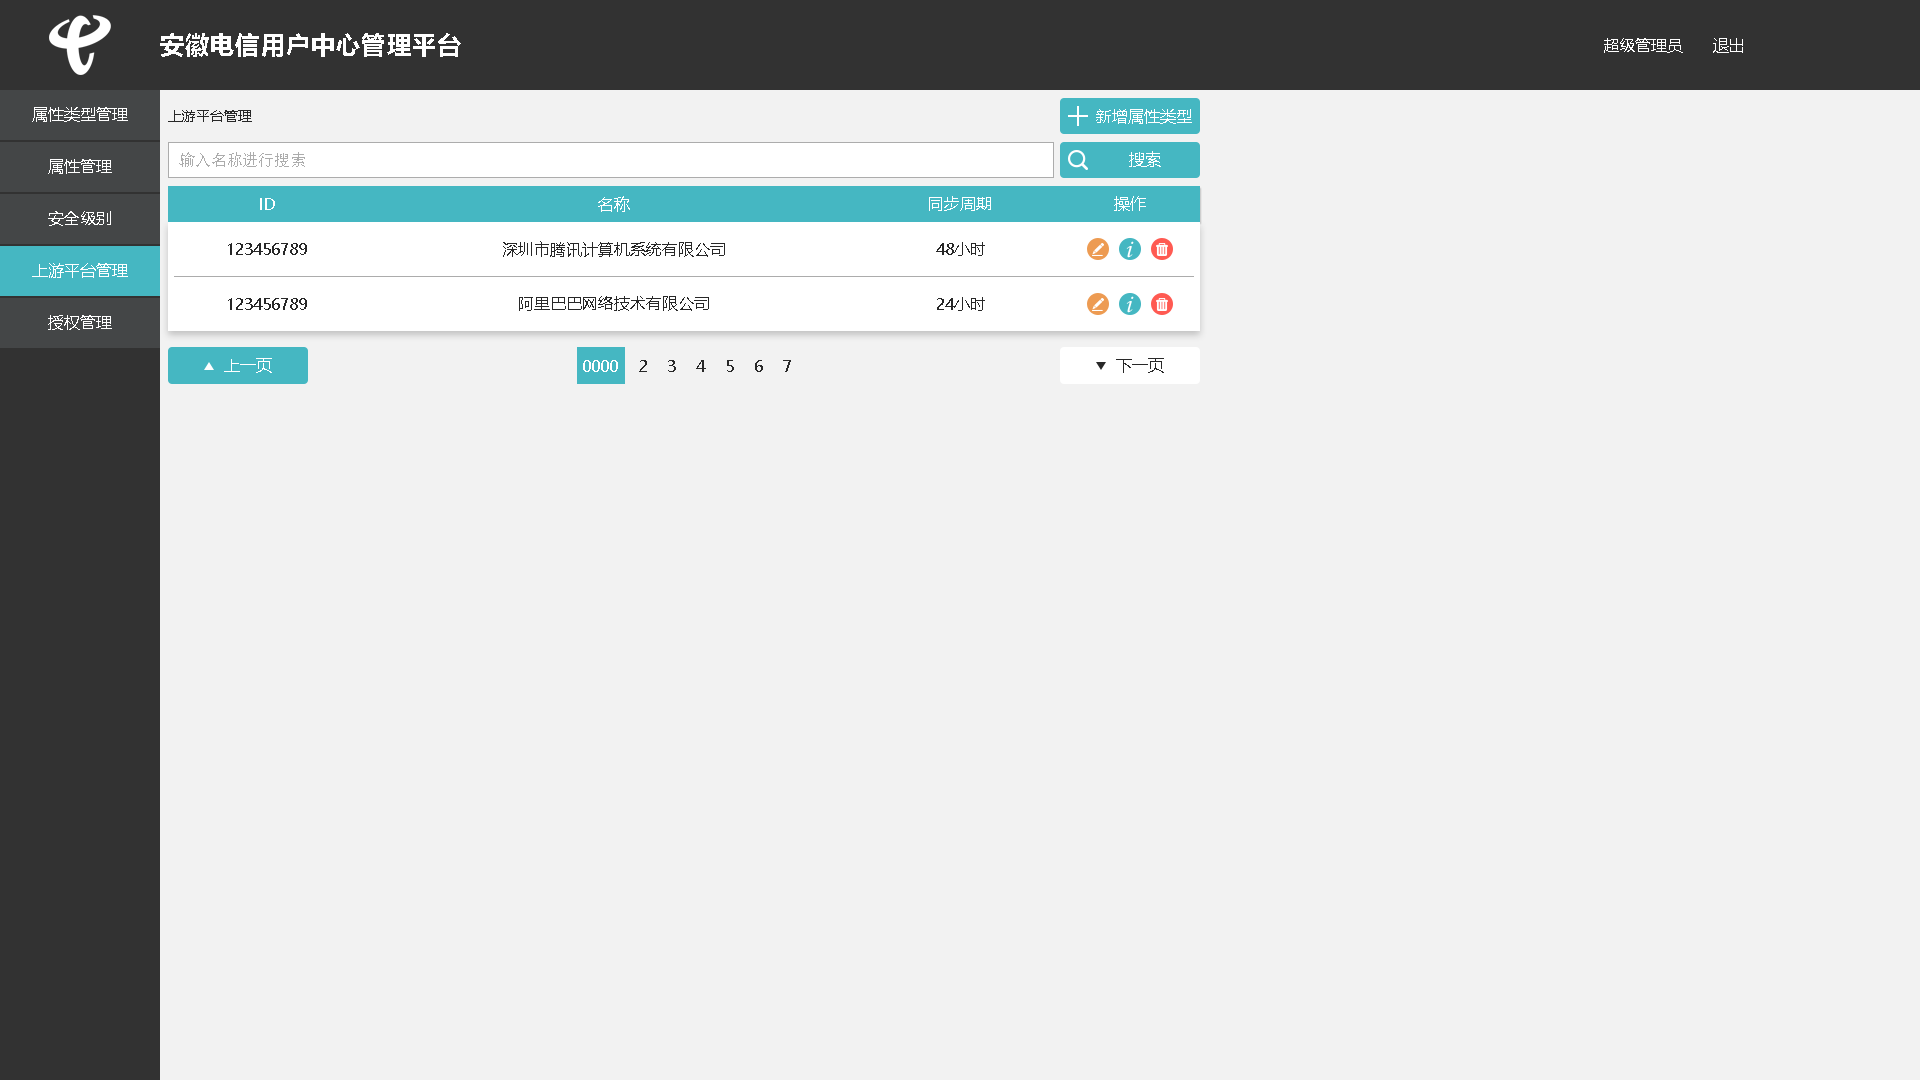 安徽电信用户中心管理平台
超级管理员 退出
属性类型管理
属性管理
安全级别
上游平台管理
授权管理
上游平台管理
新增属性类型
输入名称进行搜索
搜索
ID 名称 同步周期 操作
123456789 深圳市腾讯计算机系统有限公司 48小时
123456789 阿里巴巴网络技术有限公司 24小时
上一页 0000 2 3 4 5 6 7 下一页